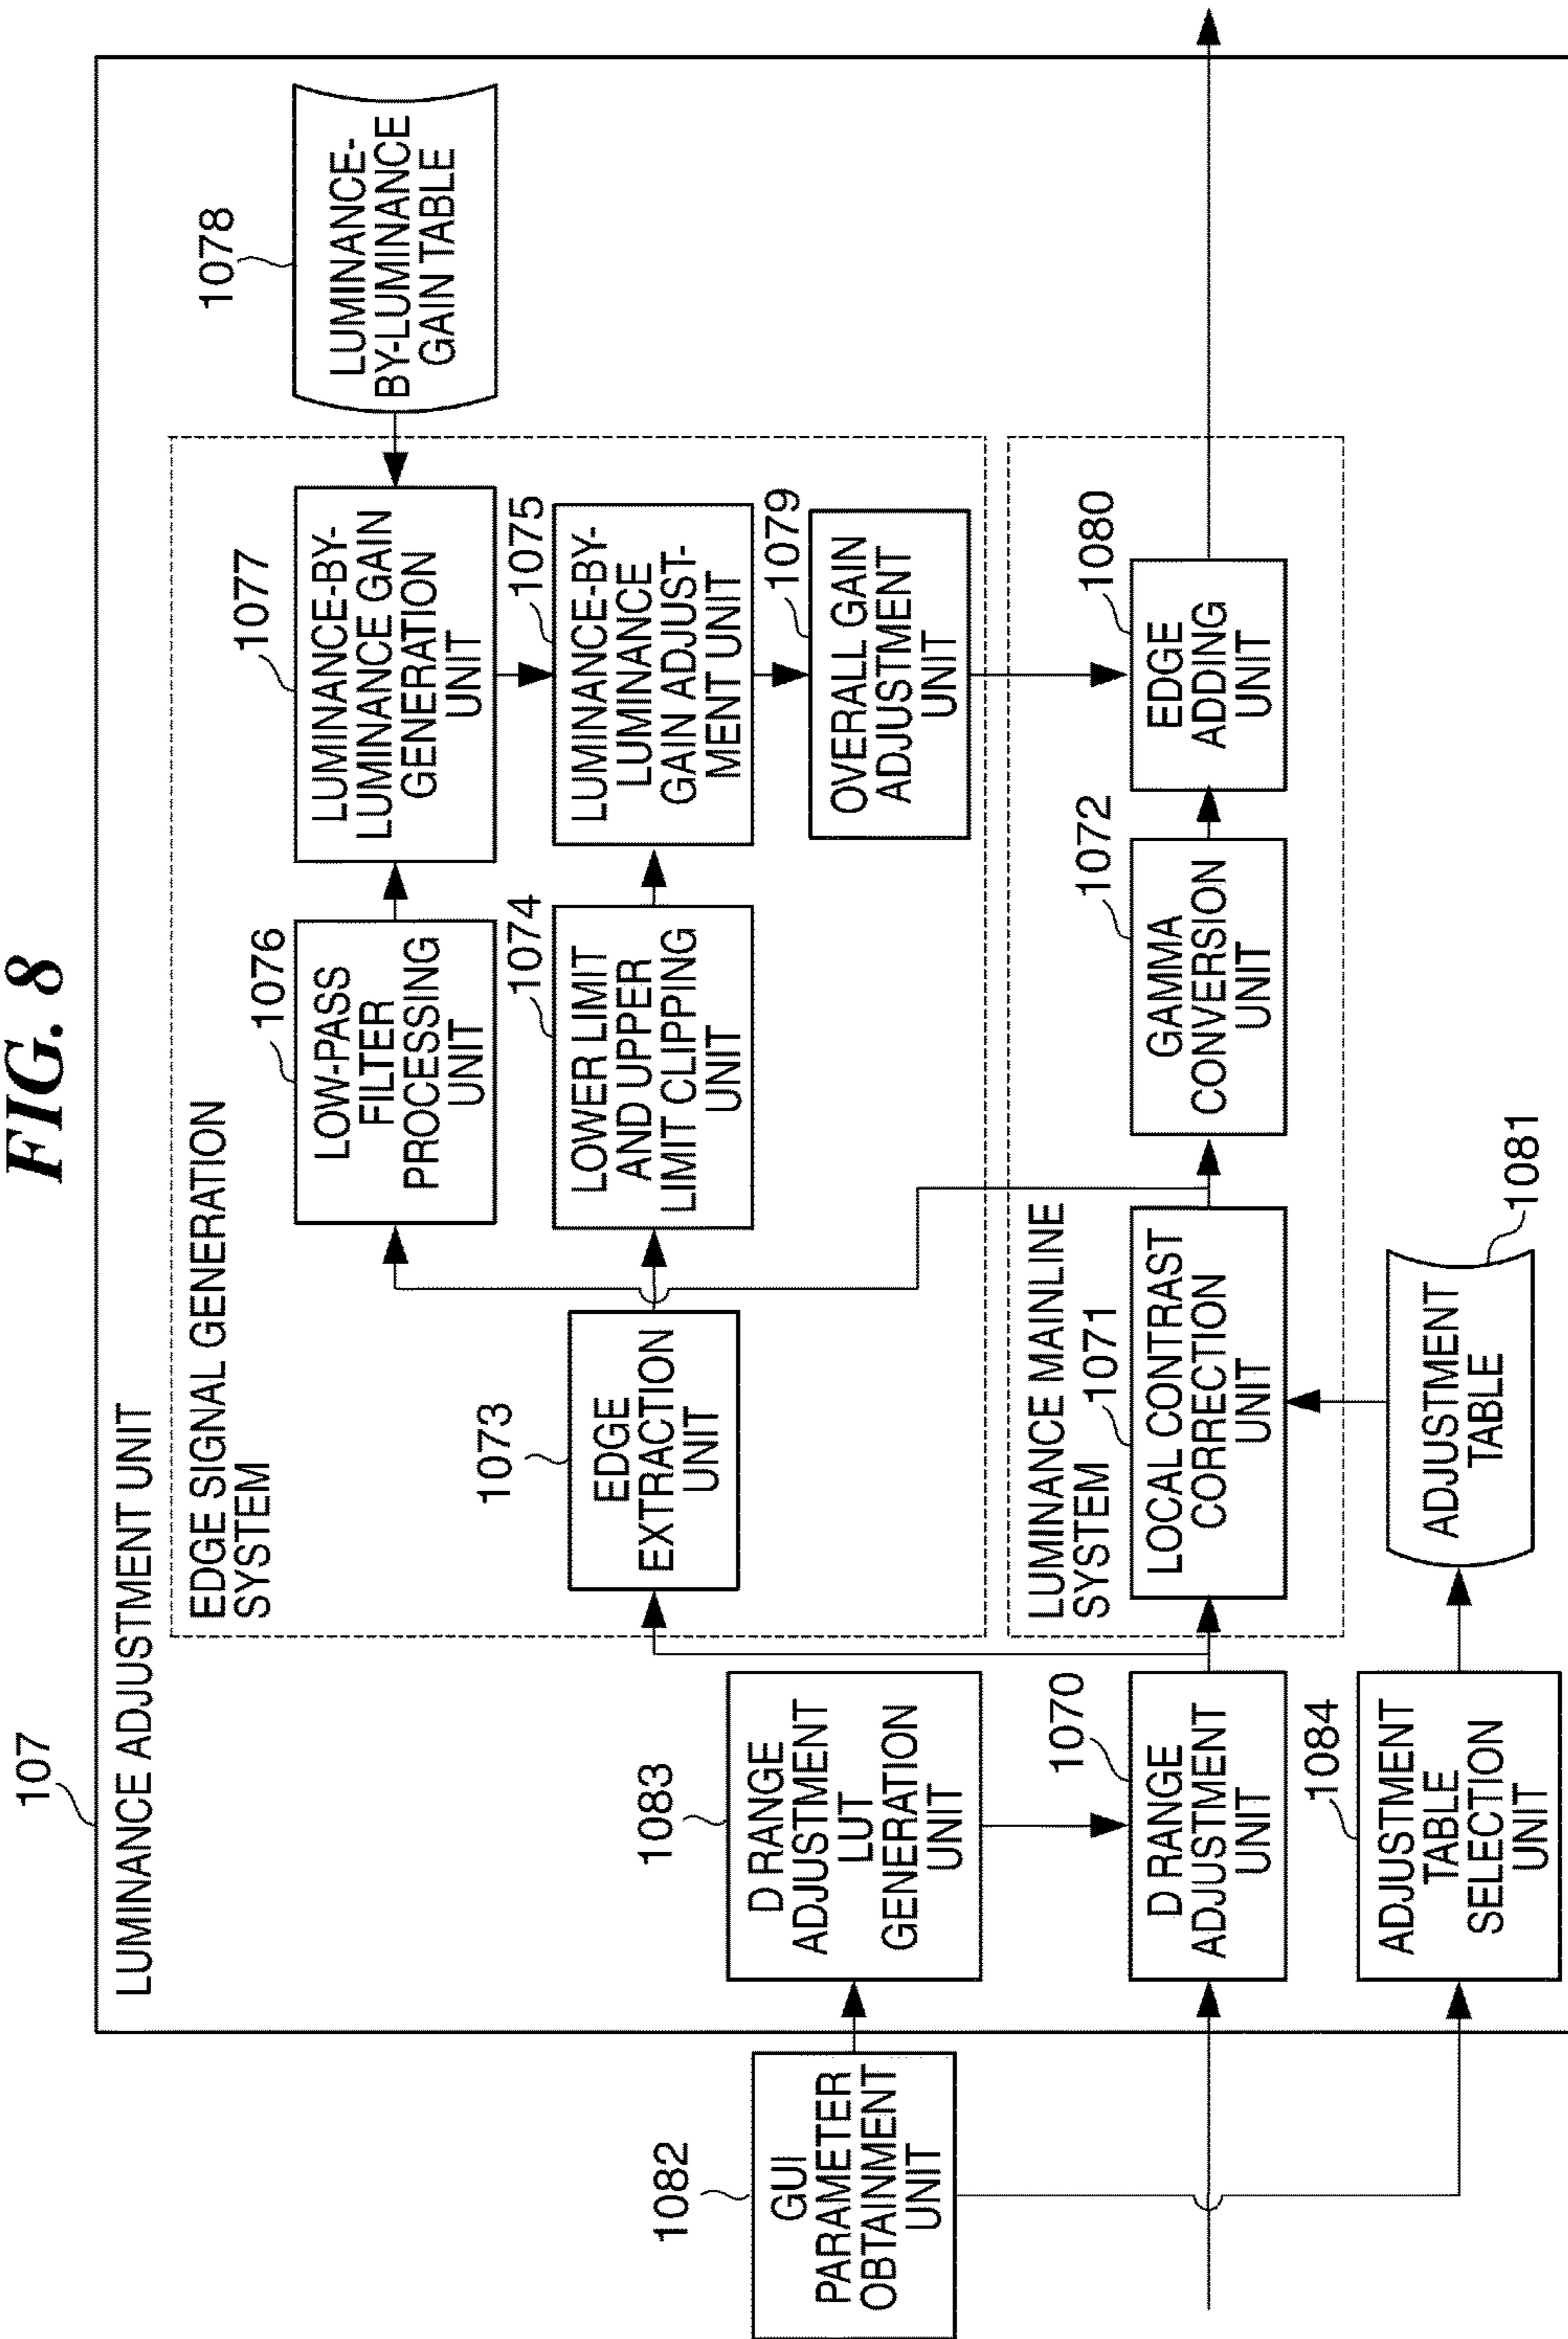 FIG. 8
107
LUMINANCE ADJUSTMENT UNIT
EDGE SIGNAL GENERATION
SYSTEM
1076
LOW-PASS
FILTER
PROCESSING
UNIT
1077
LUMINANCE-BY-
LUMINANCE GAIN
GENERATION
UNIT
1078
LUMINANCE-
BY-LUMINANCE
GAIN TABLE
1073
EDGE
EXTRACTION
UNIT
1074
LOWER LIMIT
AND UPPER
LIMIT CLIPPING
UNIT
1075
LUMINANCE-BY-
LUMINANCE
GAIN ADJUST-
MENT UNIT
1079
OVERALL GAIN
ADJUSTMENT
UNIT
1082
GUI
PARAMETER
OBTAINMENT
UNIT
1083
D RANGE
ADJUSTMENT
LUT
GENERATION
UNIT
1070
D RANGE
ADJUSTMENT
UNIT
LUMINANCE MAINLINE
SYSTEM
1071
LOCAL CONTRAST
CORRECTION
UNIT
1072
GAMMA
CONVERSION
UNIT
1080
EDGE
ADDING
UNIT
1084
ADJUSTMENT
TABLE
SELECTION
UNIT
1081
ADJUSTMENT
TABLE